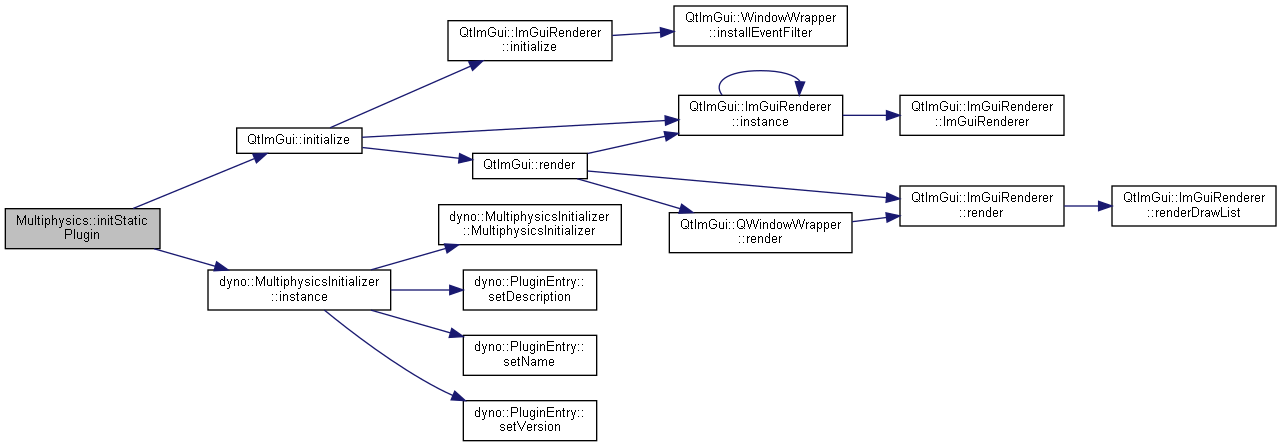 QtImGui::ImGuiRenderer
::initialize
QtImGui::WindowWrapper
::installEventFilter
QtImGui::initialize
QtImGui::ImGuiRenderer
::instance
QtImGui::ImGuiRenderer
::ImGuiRenderer
QtImGui::render
Multiphysics::initStatic
Plugin
dyno::MultiphysicsInitializer
::MultiphysicsInitializer
QtImGui::QWindowWrapper
::render
QtImGui::ImGuiRenderer
::render
QtImGui::ImGuiRenderer
::renderDrawList
dyno::MultiphysicsInitializer
::instance
dyno::PluginEntry::
setDescription
dyno::PluginEntry::
setName
dyno::PluginEntry::
setVersion